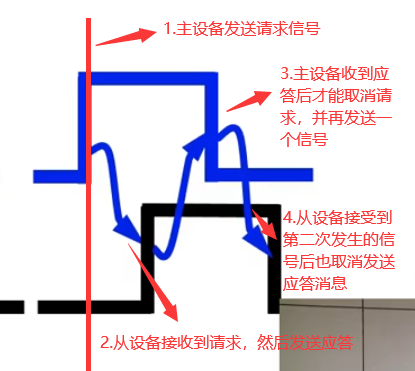 1.主设备发送请求信号
3.主设备收到应
答后才能取消请
求，并再发送一
个信号
4.从设备接受到
第二次发生的信
号后也取消发送
应答消息
2.从设备接收到请求，然后发送应答